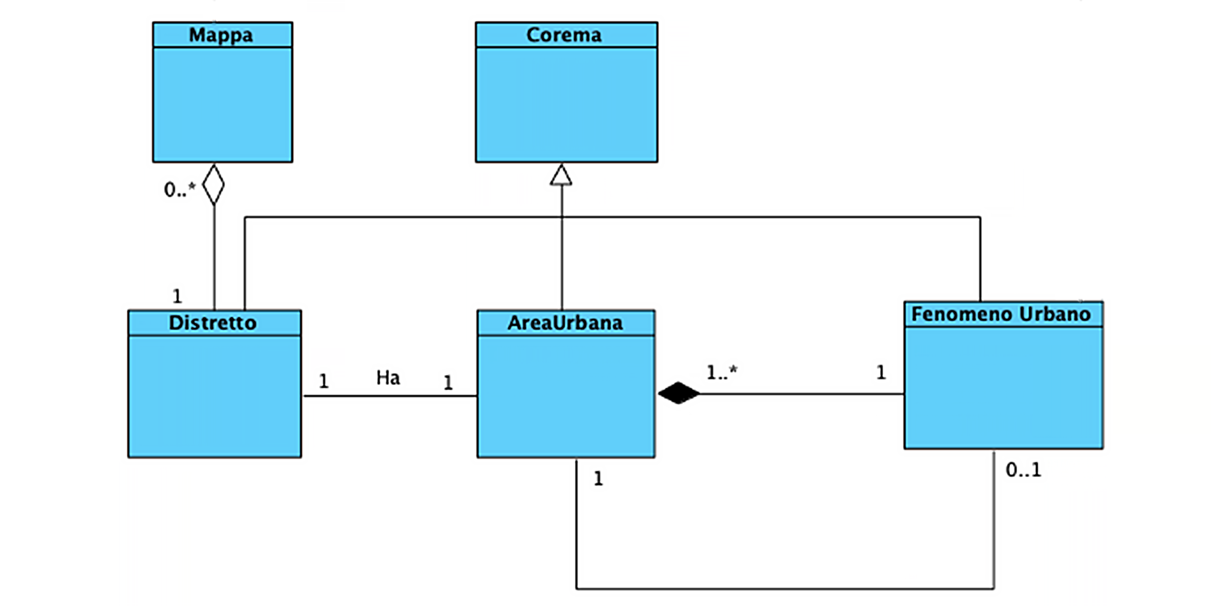 Mappa
Corema
0..*
1
Distretto
AreaUrbana
Fenomeno Urbano
1
Ha
1
1..*
1
1
0..1